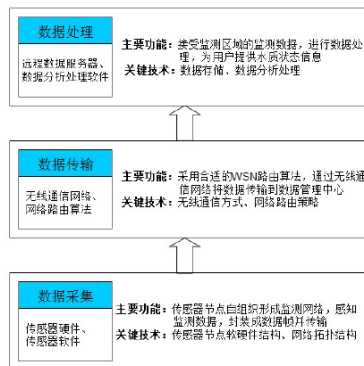 数据处理
远程数据服务器、
数据分析处理软件
主要功能：接受监测区域的监测数据，进行数据处
理，为用户提供水质状态信息
关键技术：数据存储、数据分析处理
数据传输
无线通信网络、
网络路由算法
主要功能：采用合适的WSN路由算法，通过无线通
信网络将数据传输到数据管理中心
关键技术：无线通信方式、网络路由策略
数据采集
传感器硬件、
传感器软件
主要功能：传感器节点自组织形成监测网络，感知
监测数据，封装成数据帧并传输
关键技术：传感器节点软硬件结构、网络拓扑结构